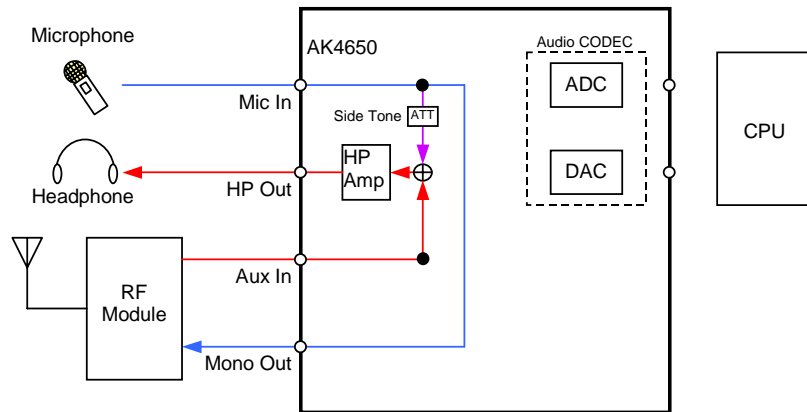 Microphone
AK4650
Audio CODEC
ADC
Mic In
Side Tone
ATT
CPU
HP
Amp
DAC
Headphone
HP Out
Aux In
RF
Module
Mono Out